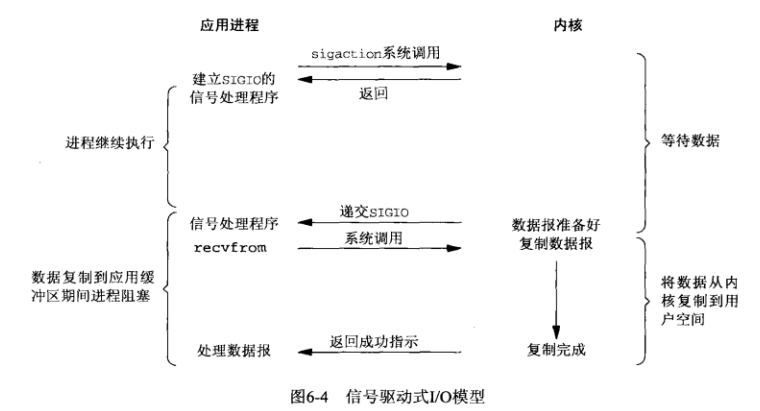 应用进程
内核
sigaction系统调用
建立SIGIO的
信号处理程序
返回
进程继续执行
等待数据
递交SIGIO
信号处理程序
数据报准备好
复制数据报
系统调用
recvfrom
数据复制到应用缓
冲区期间进程阻塞
将数据从内
核复制到用
户空间
返回成功指示
处理数据报
复制完成
图6-4 信号驱动式I/O模型